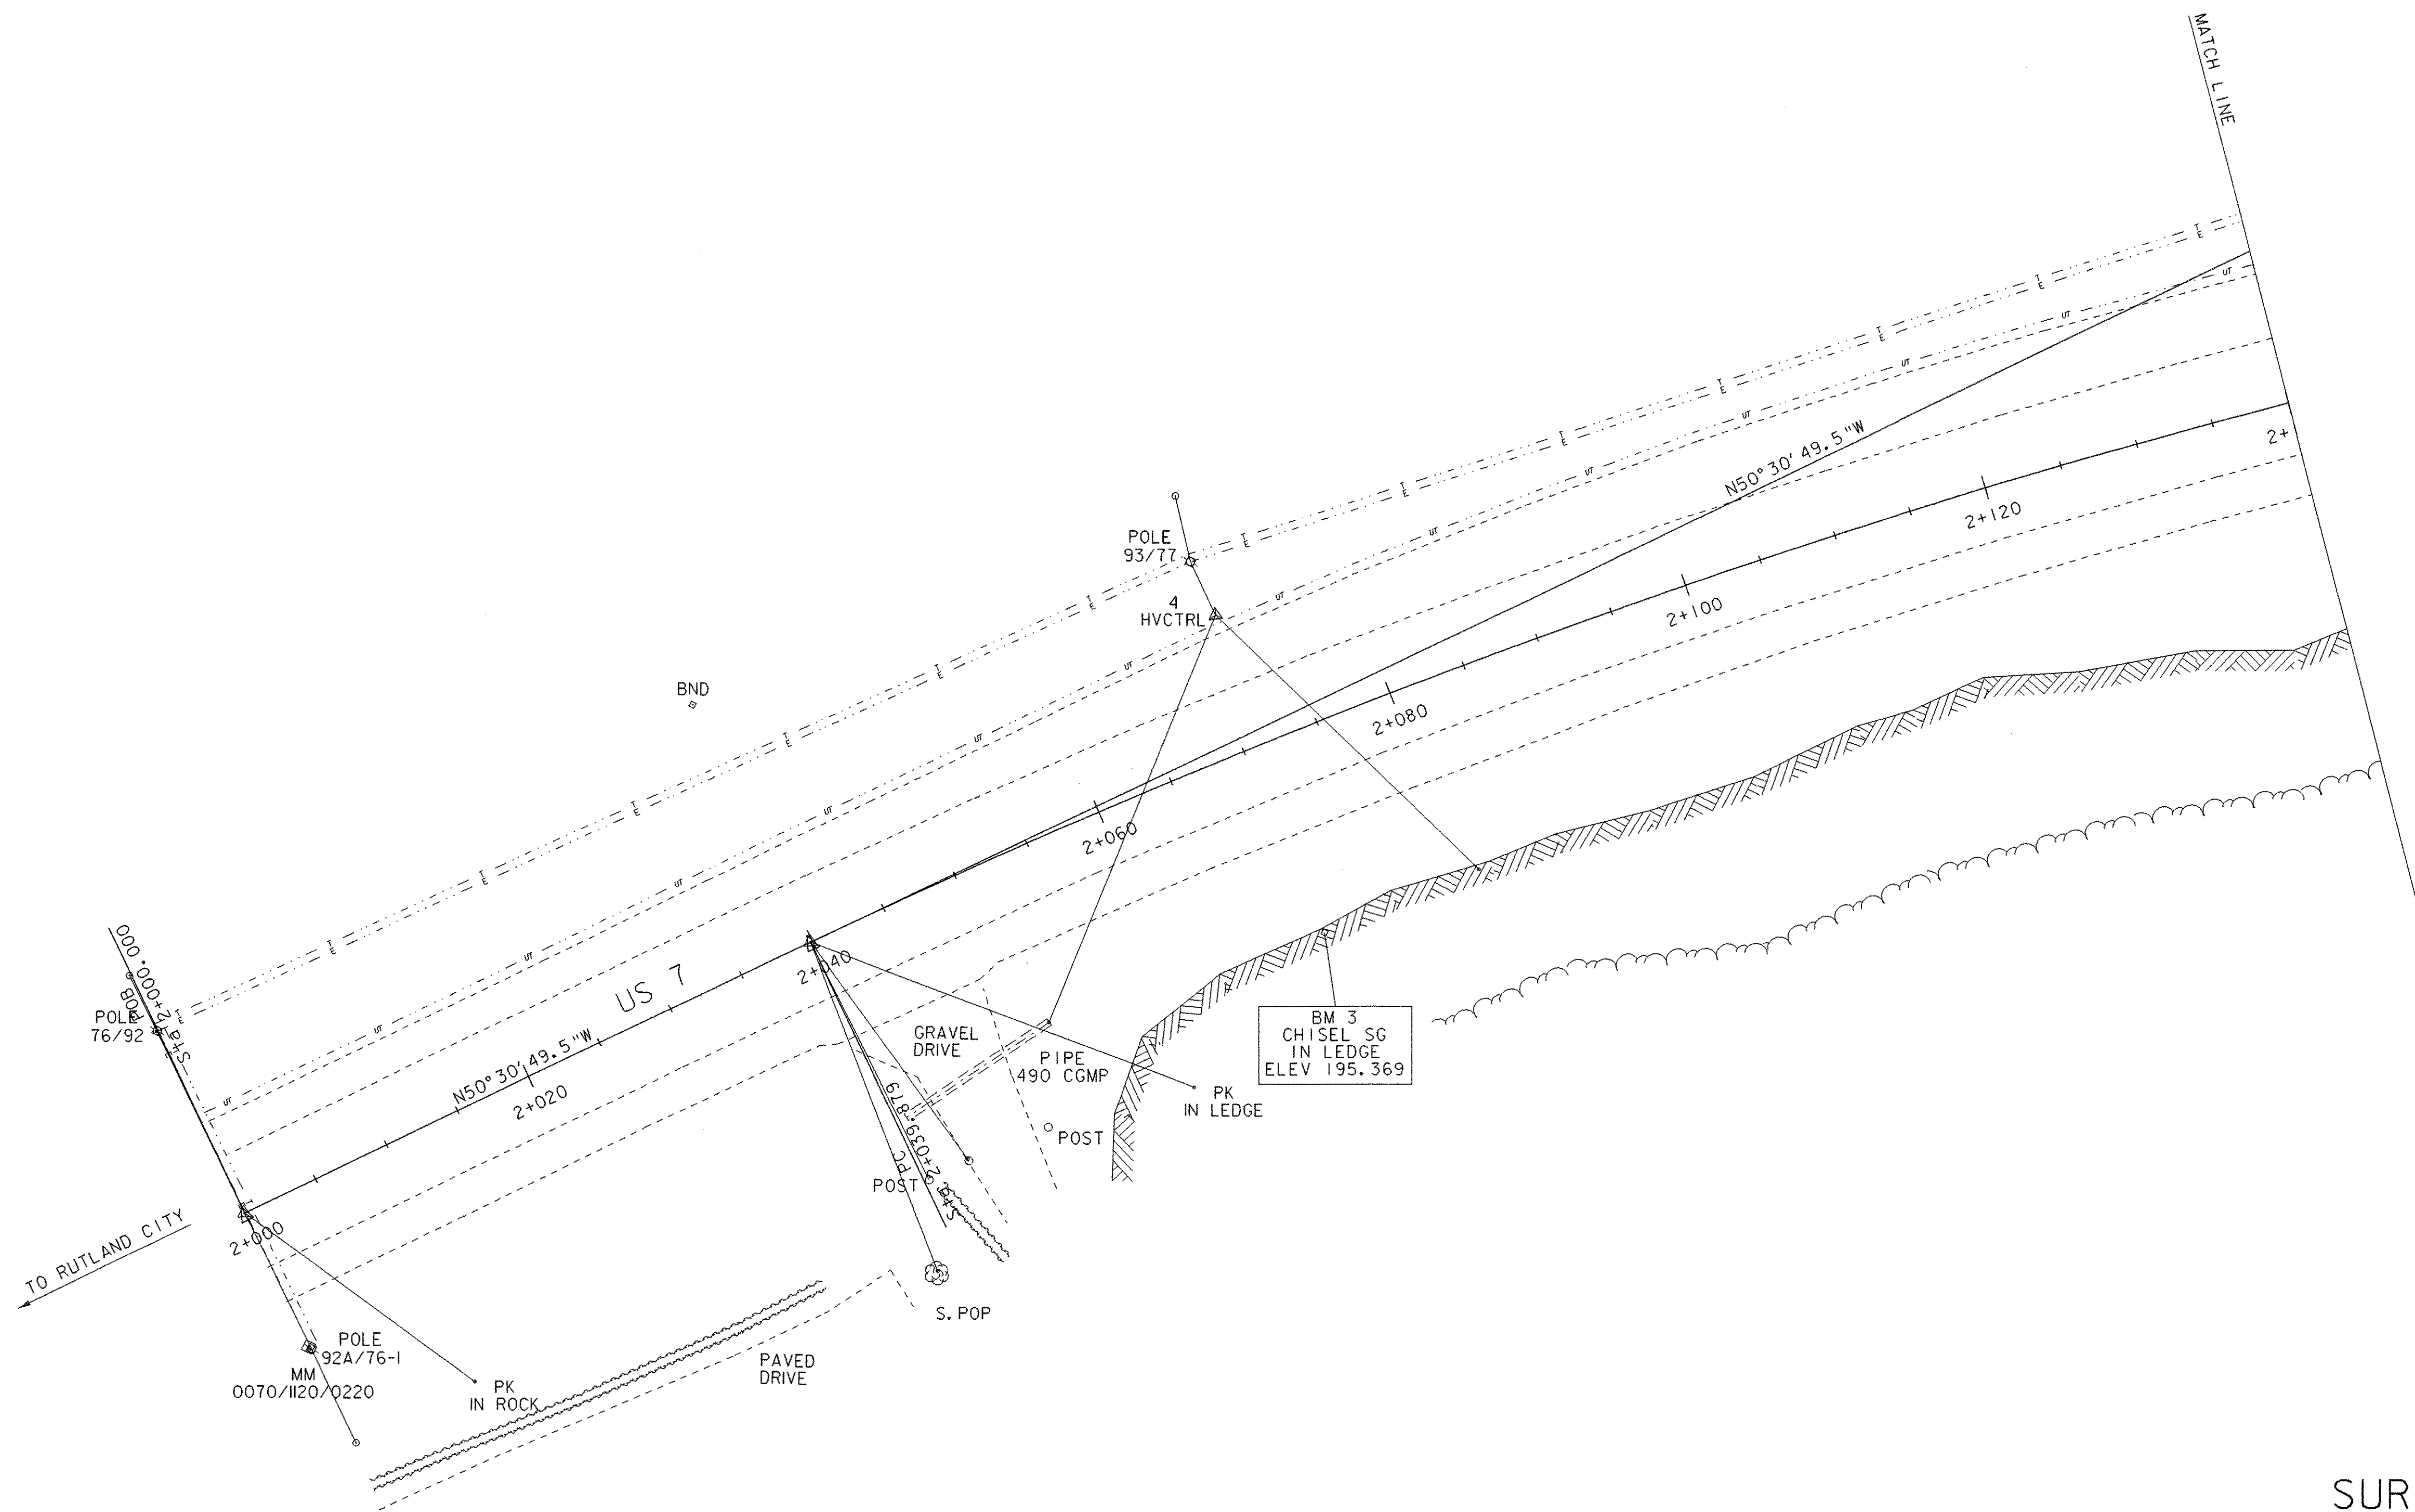 MATCH LINE
T
E
UT
N50°30'49.5"W
2+
2+120
POLE
93/77
4
HVCTRL
2+100
BND
2+080
2+060
POB
Sta 2+000.000
POLE
76/92
2+040
US 7
N50°30'49.5"W
2+020
GRAVEL
DRIVE
PIPE
490 CGMP
BM 3
CHISEL SG
IN LEDGE
ELEV 195.369
PK
IN LEDGE
POST
PC
Sta 2+039.879
POST
2+000
TO RUTLAND CITY
S. POP
POLE
92A/76-1
MM
0070/1120/0220
PK
IN ROCK
PAVED
DRIVE
SUR